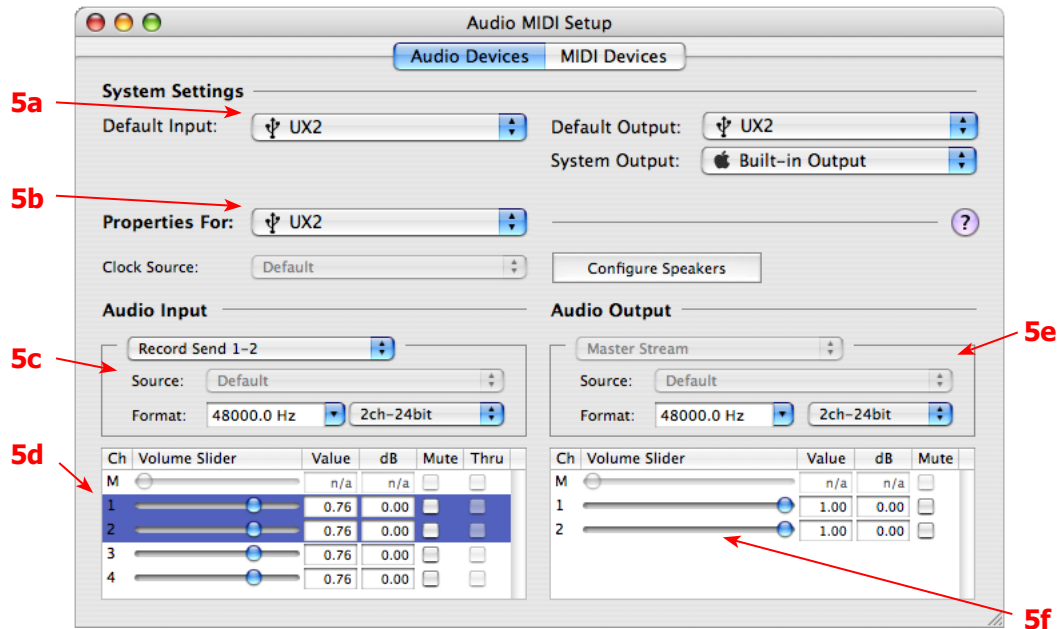 Audio MIDI Setup
Audio Devices MIDI Devices
5a
System Settings
Default Input: UX2 Default Output: UX2
System Output: Built-in Output
5b
Properties For: UX2 ?
Clock Source: Default Configure Speakers
Audio Input Audio Output
5c 5e
Record Send 1-2 Master Stream
Source: Default Source: Default
Format: 48000.0 Hz 2ch-24bit Format: 48000.0 Hz 2ch-24bit
5d
Ch Volume Slider Value dB Mute Thru Ch Volume Slider Value dB Mute
M n/a n/a M n/a n/a
1 0.76 0.00 1 1.00 0.00
2 0.76 0.00 2 1.00 0.00
3 0.76 0.00
4 0.76 0.00
5f